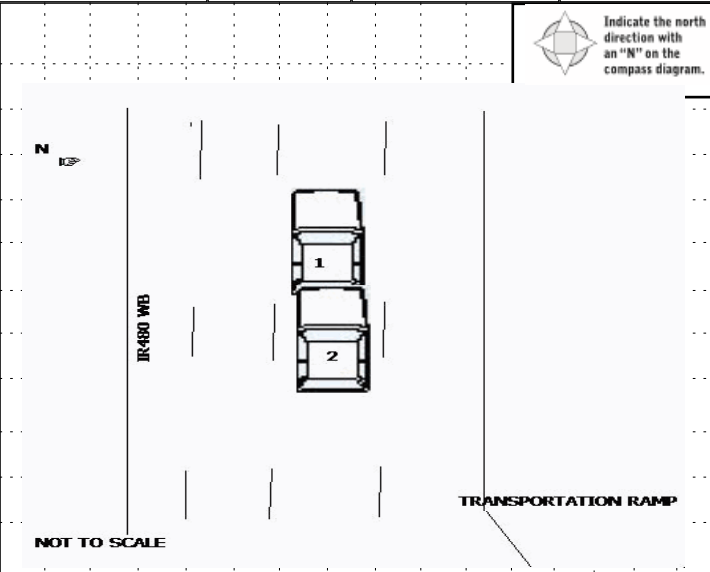 Indicate the north
direction with
an “N” on the
compass diagram.
N
1
IR480 WB
2
TRANSPORTATION RAMP
NOT TO SCALE